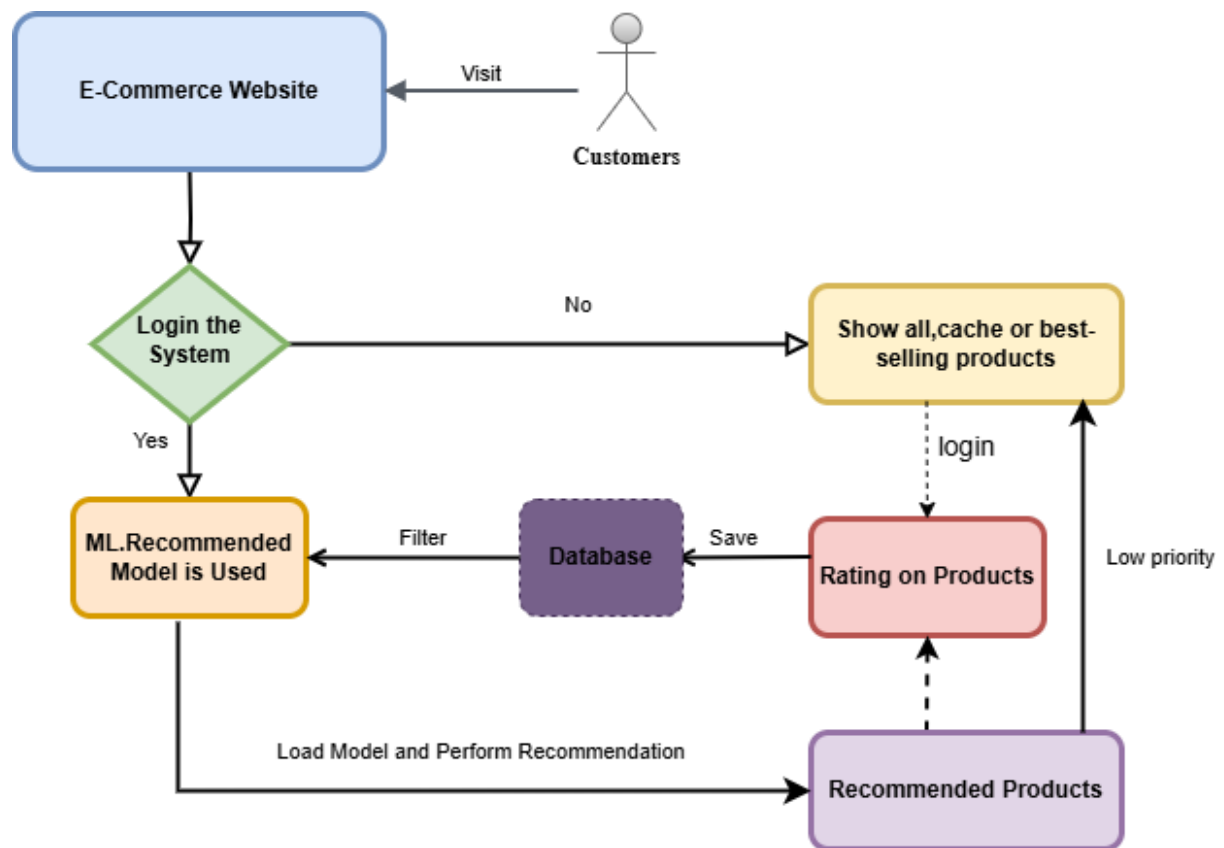 E-Commerce Website
Visit
Customers
Login the
System
No
Show all,cache or best-
selling products
Yes
login
ML.Recommended
Model is Used
Filter
Database
Save
Rating on Products
Low priority
Load Model and Perform Recommendation
Recommended Products